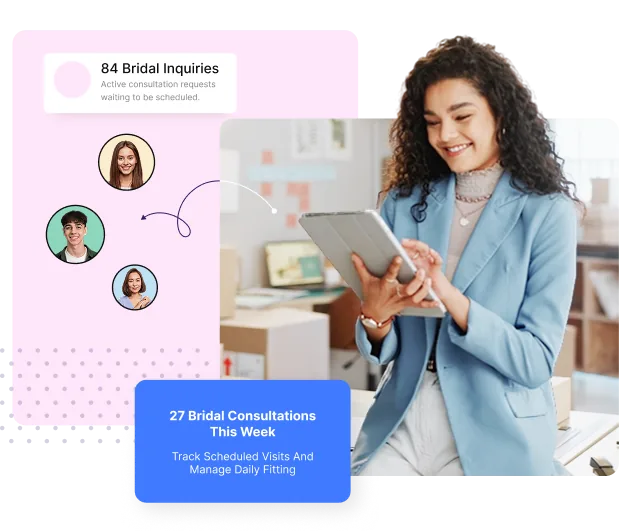 84 Bridal Inquiries
Active consultation requests
waiting to be scheduled.
27 Bridal Consultations
This Week
Track Scheduled Visits And
Manage Daily Fitting